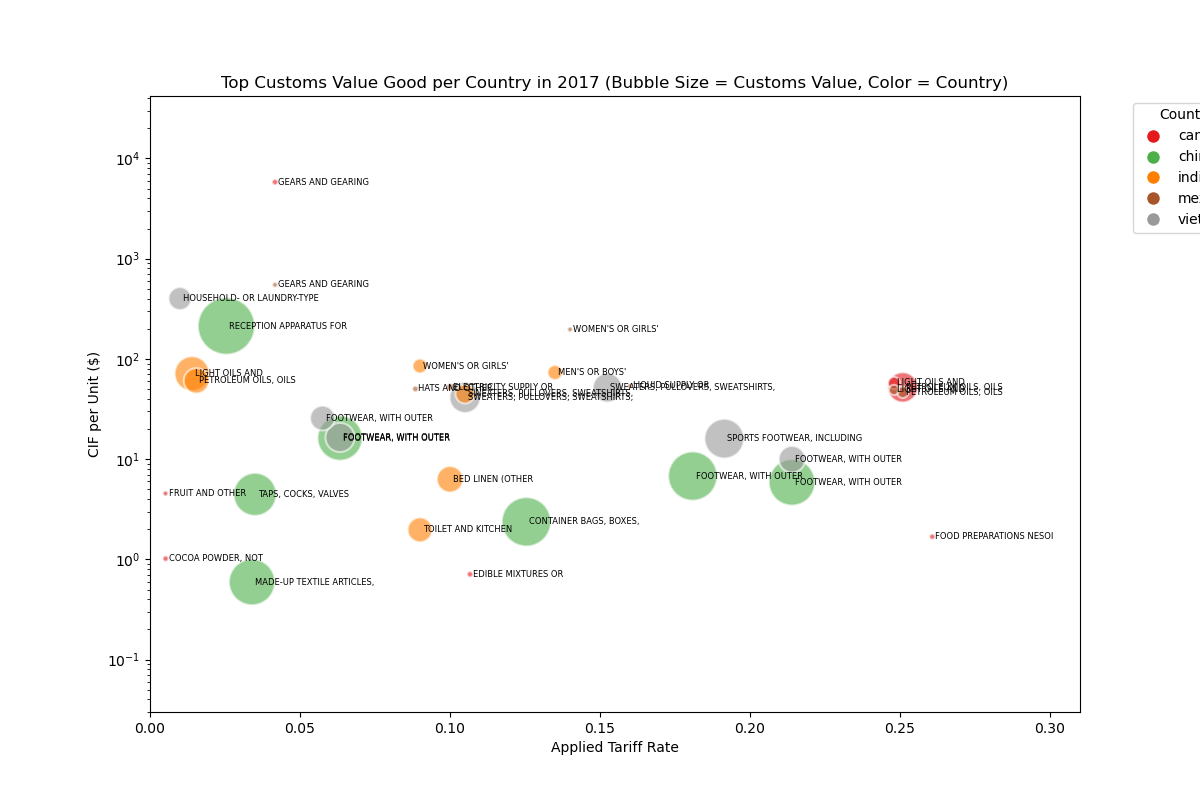 Top Customs Value Good per Country in 2017 (Bubble Size = Customs Value, Color = Country)
Count
can
chi
indi
me
viet
10^4
GEARS AND GEARING
10^3
GEARS AND GEARING
HOUSEHOLD- OR LAUNDRY-TYPE
RECEPTION APPARATUS FOR
WOMEN'S OR GIRLS'
10^2
WOMEN'S OR GIRLS'
LIGHT OILS AND
PETROLEUM OILS, OILS
MEN'S OR BOYS'
LIGHT OILS AND
PETROLEUM OILS, OILS
SWEATERS, PULLOVERS, SWEATSHIRTS,
SWEATERS, PULLOVERS, SWEATSHIRTS,
FOOTWEAR, WITH OUTER
FOOTWEAR, WITH OUTER
SPORTS FOOTWEAR, INCLUDING
10^1
FOOTWEAR, WITH OUTER
FOOTWEAR, WITH OUTER
FOOTWEAR, WITH OUTER
BED LINEN (OTHER
FRUIT AND OTHER
TAPS, COCKS, VALVES
CONTAINER BAGS, BOXES,
TOILET AND KITCHEN
FOOD PREPARATIONS NESOI
10^0
COCOA POWDER, NOT
EDIBLE MIXTURES OR
MADE-UP TEXTILE ARTICLES,
10^−1
CIF per Unit ($)
0.00 0.05 0.10 0.15 0.20 0.25 0.30
Applied Tariff Rate